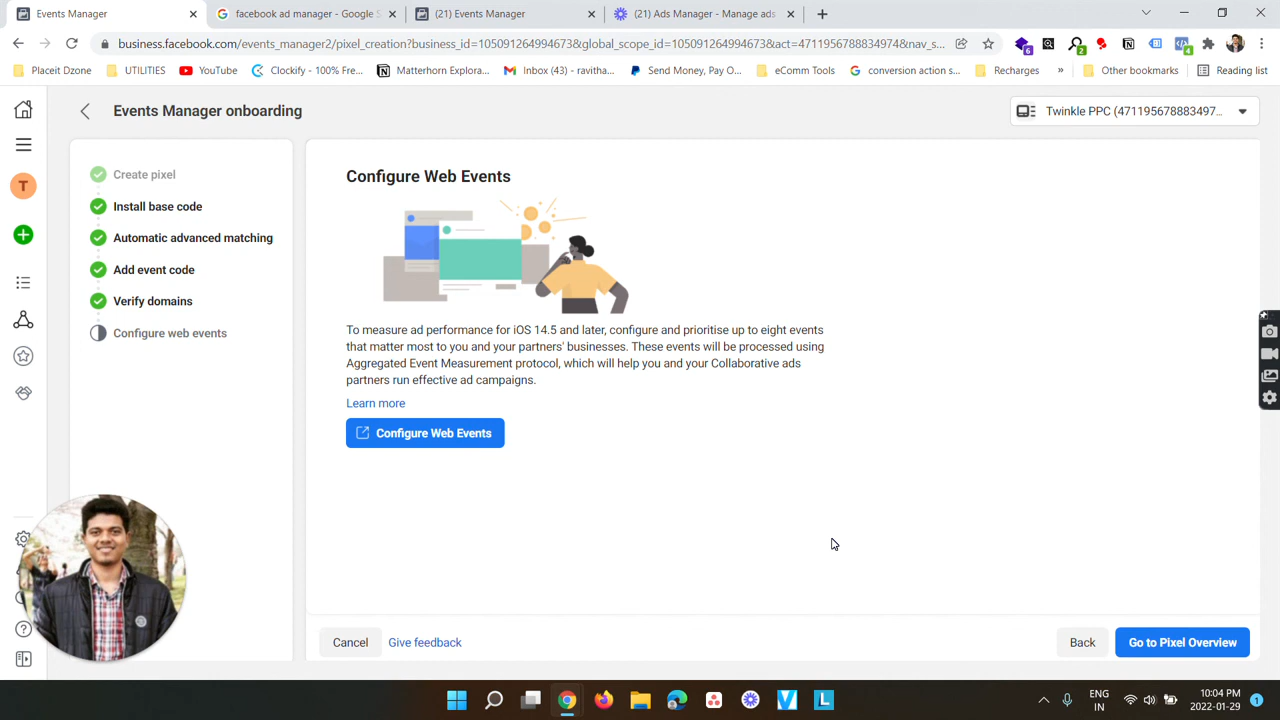 Events Manager
facebook ad manager - Google S
(21) Events Manager
(21) Ads Manager - Manage ads
business.facebook.com/events_manager2/pixel_creation?business_id=105091264994673&global_scope_id=105091264994673&act=4711956788834974&nav_s...
Placeit Dzone
UTILITIES
YouTube
Clockify - 100% Fre...
Matterhorn Explora...
Inbox (43) - ravitha...
Send Money, Pay O...
eComm Tools
conversion action s...
Recharges
»
Other bookmarks
Reading list
Events Manager onboarding
Twinkle PPC (471195678883497...
T
Create pixel
Install base code
Automatic advanced matching
Add event code
Verify domains
Configure web events
Configure Web Events
To measure ad performance for iOS 14.5 and later, configure and prioritise up to eight events
that matter most to you and your partners' businesses. These events will be processed using
Aggregated Event Measurement protocol, which will help you and your Collaborative ads
partners run effective ad campaigns.
Learn more
Configure Web Events
Cancel
Give feedback
Back
Go to Pixel Overview
ENG
IN
10:04 PM
2022-01-29
1
6
2
4